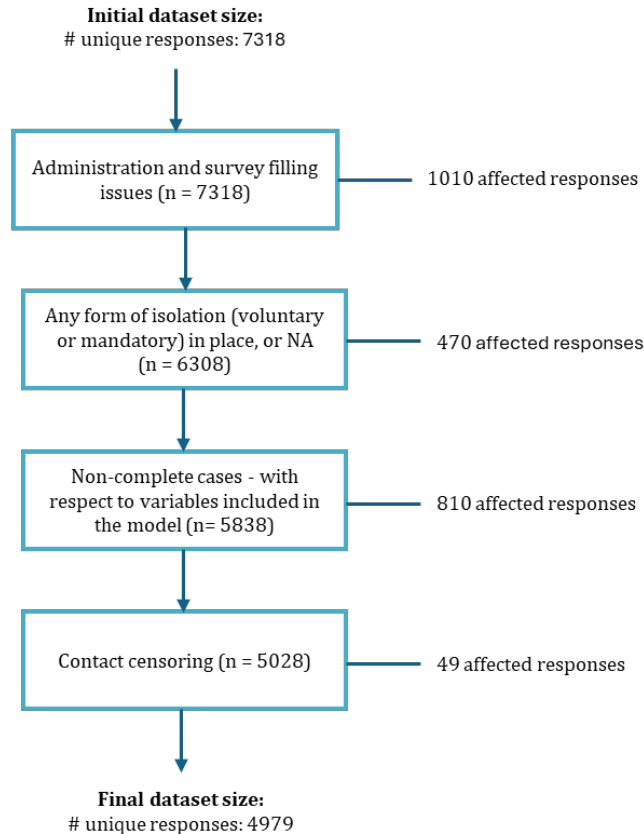 Initial dataset size:
# unique responses: 7318
Administration and survey filling
issues (n = 7318)
1010 affected responses
Any form of isolation (voluntary
or mandatory) in place, or NA
(n = 6308)
470 affected responses
Non-complete cases - with
respect to variables included in
the model (n= 5838)
810 affected responses
Contact censoring (n = 5028)
49 affected responses
Final dataset size:
# unique responses: 4979